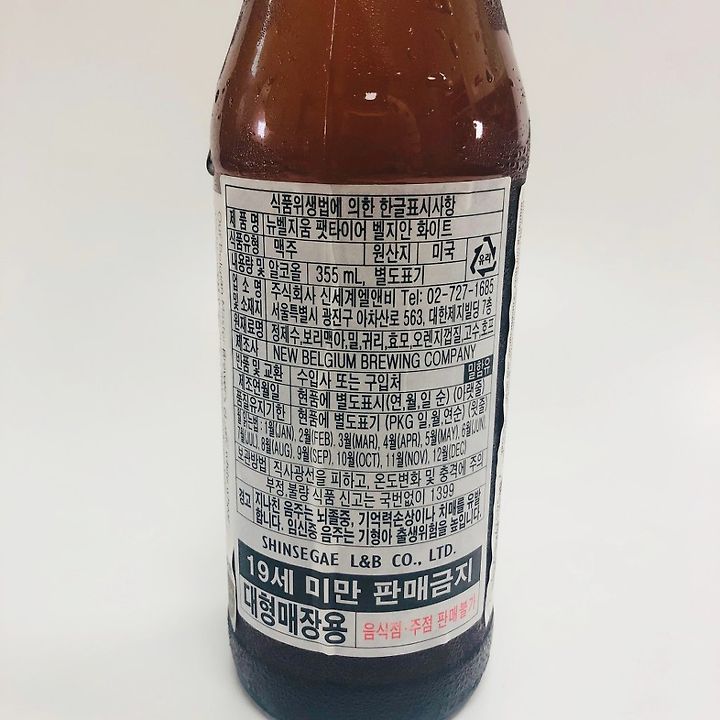 식품위생법에 의한 한글표시사항
제 품 명 뉴벨지움 팻타이어 벨지안 화이트
식품유형 맥주 원산지 미국 유리
내용량 및 알코올 355 mL, 별도표기
업 소 명 주식회사 신세계엘앤비 Tel: 02-727-1685
및 소재지 서울특별시 광진구 아차산로 563, 대한제지빌딩 7층
원재료명 정제수,보리맥아,밀,귀리,효모,오렌지껍질,고수,호프
제조사 NEW BELGIUM BREWING COMPANY 밀함유
반품 및 교환 수입사 또는 구입처
제조연월일 현품에 별도표시(연,월,일 순) (아랫줄)
품질유지기한 현품에 별도표기 (PKG 일,월,연순) (윗줄)
1월(JAN), 2월(FEB), 3월(MAR), 4월(APR), 5월(MAY), 6월(JUN),
7월(JUL), 8월(AUG), 9월(SEP), 10월(OCT), 11월(NOV), 12월(DEC)
보관방법 직사광선을 피하고, 온도변화 및 충격에 주의
부정,불량 식품 신고는 국번없이 1399
경고 지나친 음주는 뇌졸중, 기억력손상이나 치매를 유발
합니다. 임신중 음주는 기형아 출생위험을 높입니다.
SHINSEGAE L&B CO., LTD.
19세 미만 판매금지
대형매장용 음식점·주점 판매불가